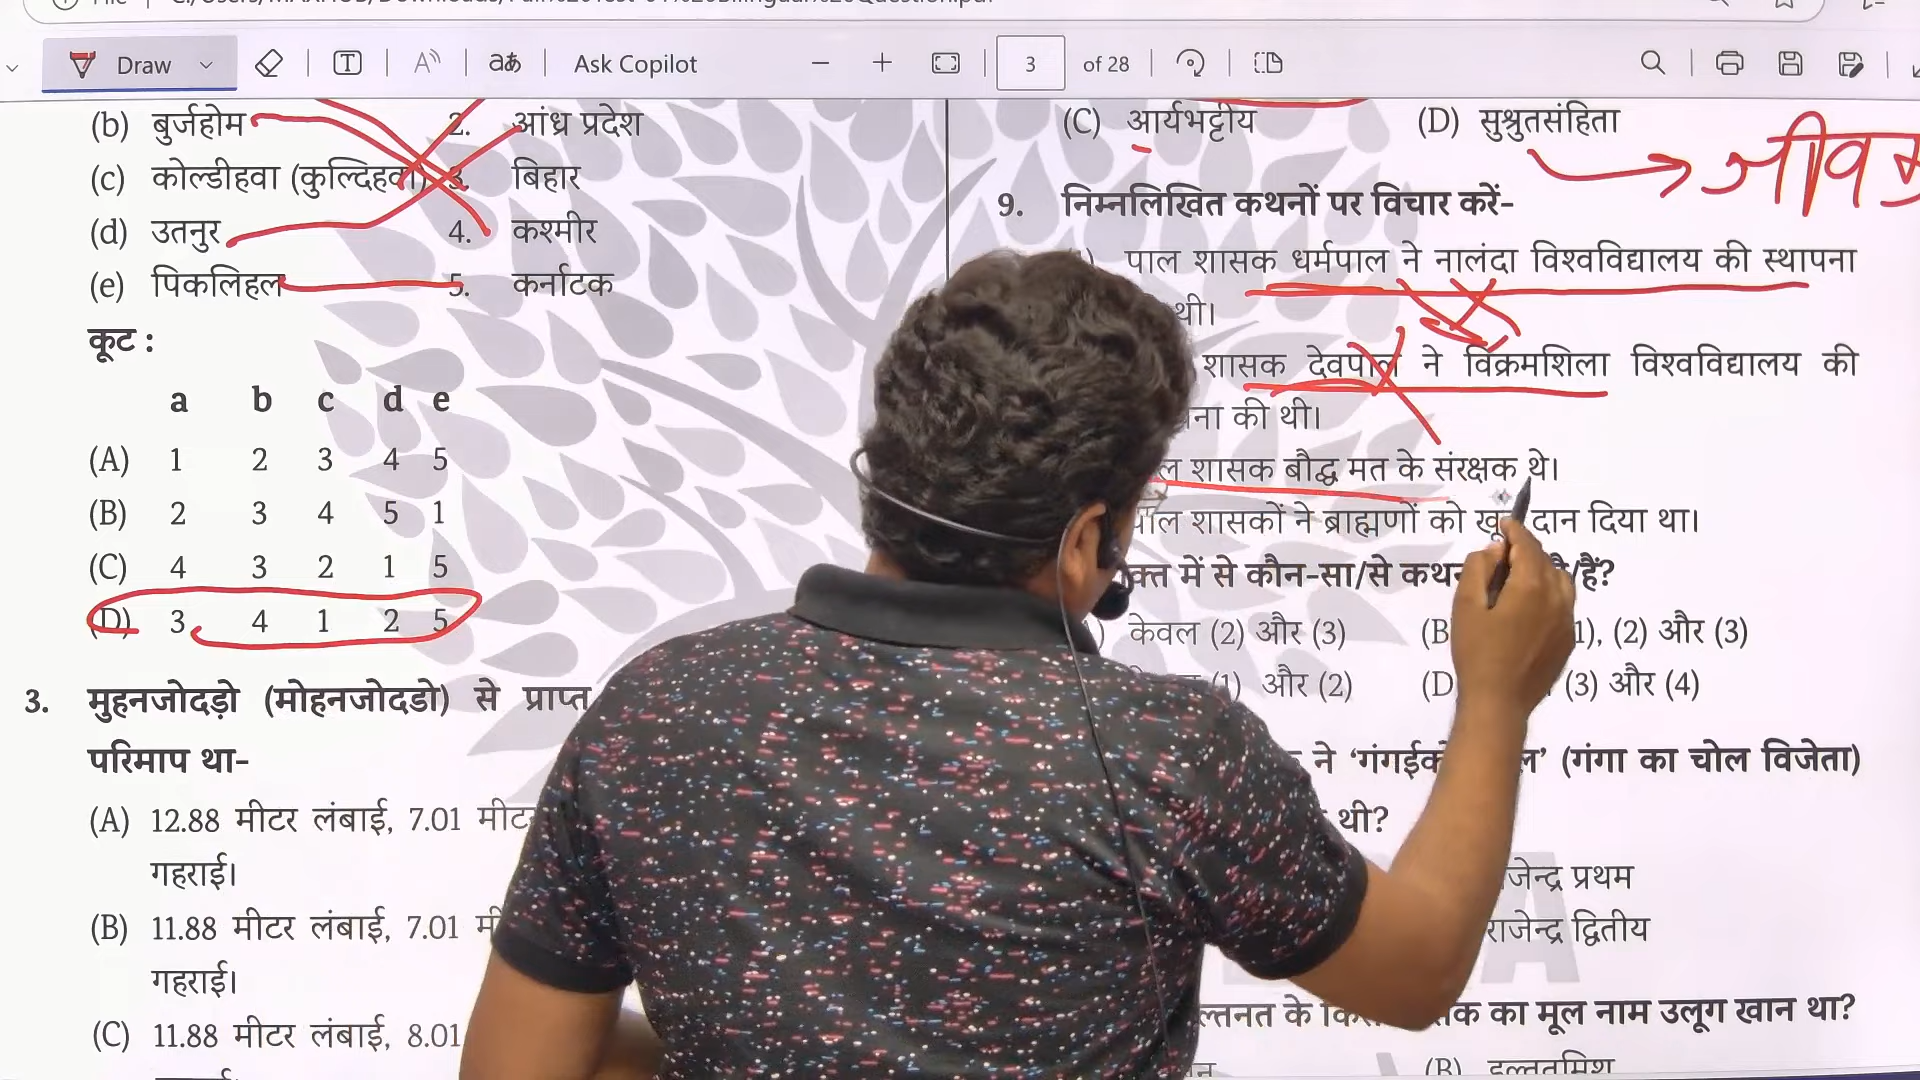 Draw
Ask Copilot
3 of 28
(b) बुर्जहोम 2. आंध्र प्रदेश
(c) कोल्डीहवा (कुल्दिहवा) 3. बिहार
(d) उतनुर 4. कश्मीर
(e) पिकलिहल 5. कर्नाटक
कूट :
a b c d e
(A) 1 2 3 4 5
(B) 2 3 4 5 1
(C) 4 3 2 1 5
(D) 3 4 1 2 5
3. मुहनजोदड़ो (मोहनजोदडो) से प्राप्त
परिमाप था-
(A) 12.88 मीटर लंबाई, 7.01
गहराई।
(B) 11.88 मीटर लंबाई, 7.01
गहराई।
(C) 11.88 मीटर लंबाई, 8.01
(C) आर्यभट्टीय (D) सुश्रुतसंहिता
9. निम्नलिखित कथनों पर विचार करें-
पाल शासक धर्मपाल ने नालंदा विश्वविद्यालय की स्थापना
थी।
शासक देवपाल ने विक्रमशिला विश्वविद्यालय की
की थी।
शासक बौद्ध मत के संरक्षक थे।
पाल शासकों ने ब्राह्मणों को दान दिया था।
में से कौन-सा/से कथन /हैं?
केवल (2) और (3) (B) (1), (2) और (3)
(1) और (2) (D) (3) और (4)
ने ‘गंगईकोंडचोल’ (गंगा का चोल विजेता)
थी?
राजेन्द्र प्रथम
राजेन्द्र द्वितीय
के का मूल नाम उलूग खान था?
(B) इल्तुतमिश